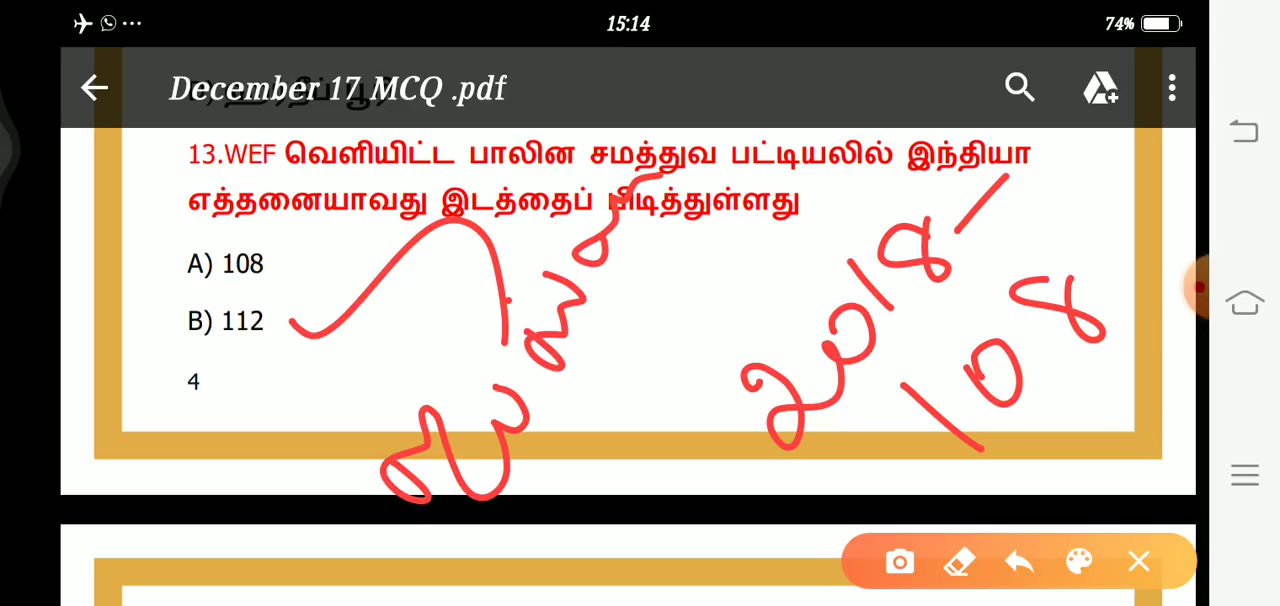 15:14
74%
December 17 MCQ .pdf
13.WEF வெளியிட்ட பாலின சமத்துவ பட்டியலில் இந்தியா
எத்தனையாவது இடத்தைப் பிடித்துள்ளது
A) 108
B) 112
4
2018 -
108